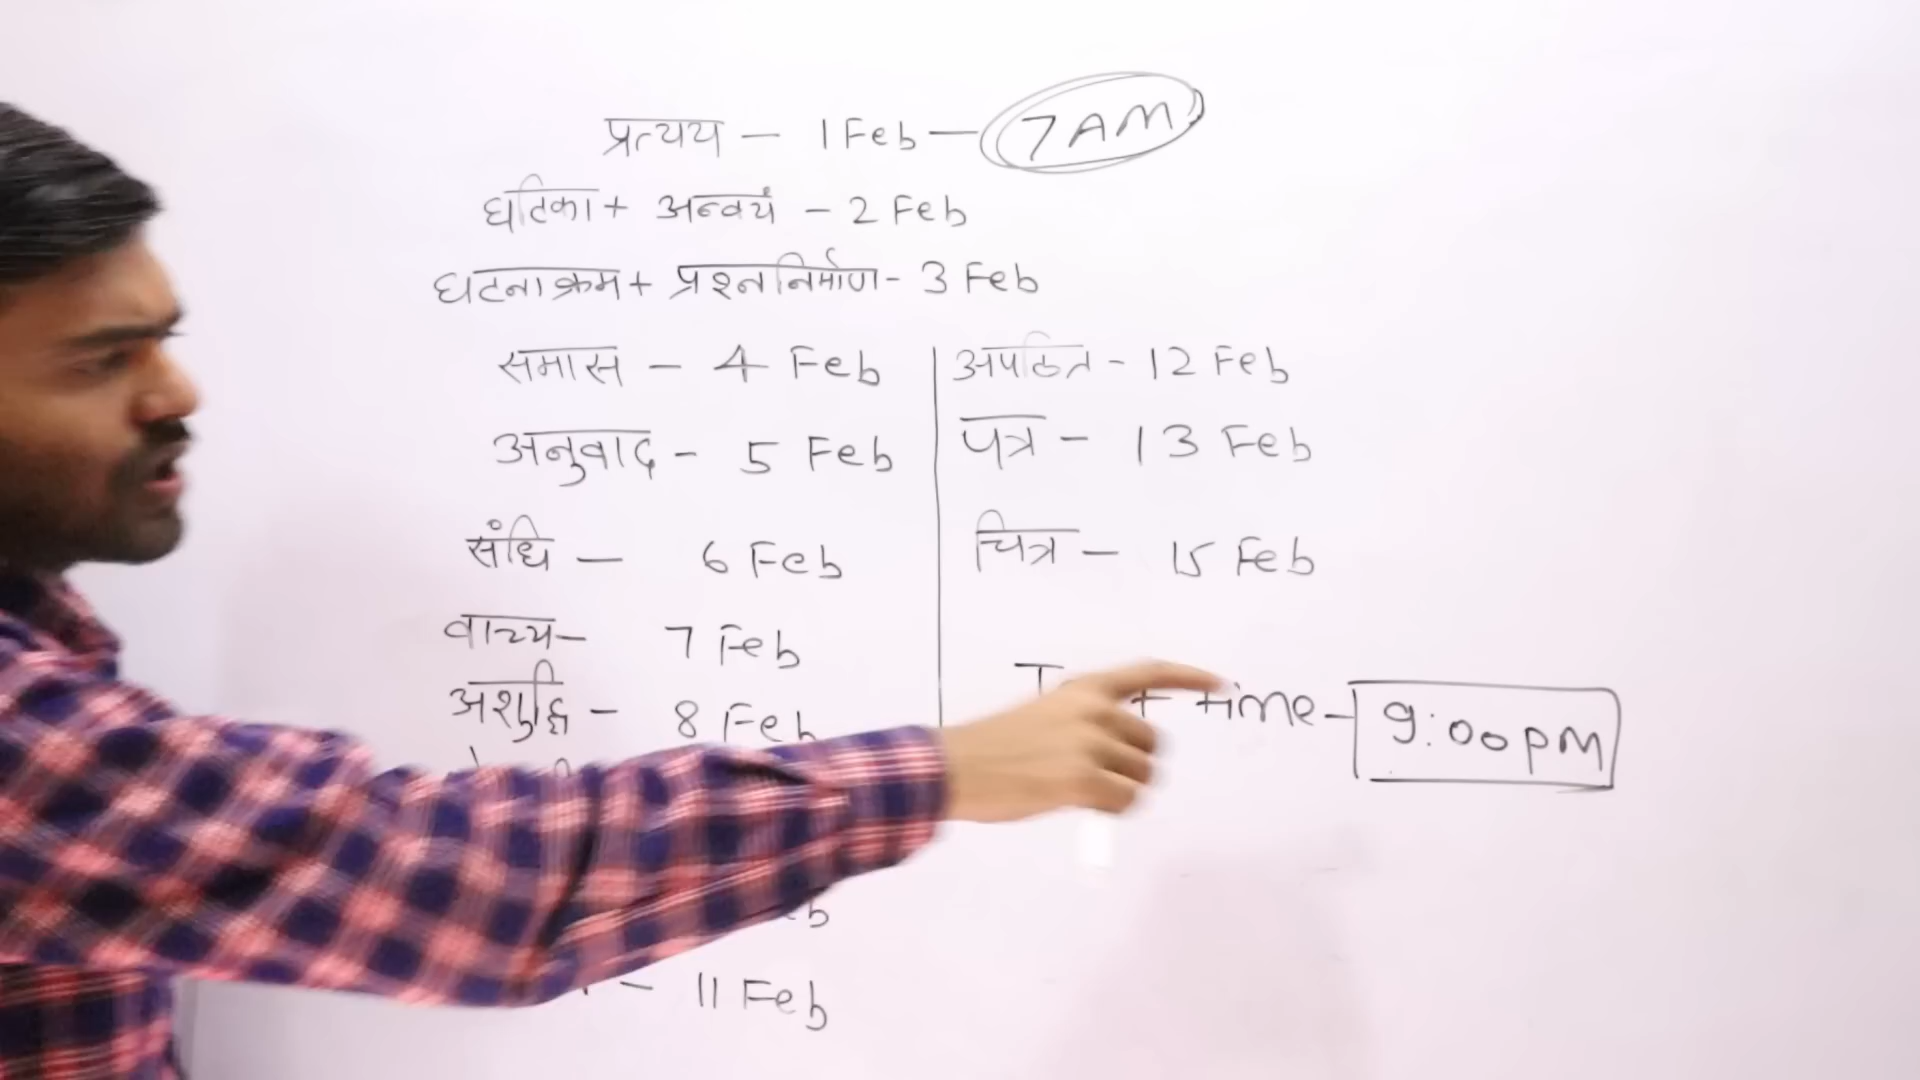 प्रत्यय — 1 Feb — 7 AM
घटिका + अन्वय - 2 Feb
घटनाक्रम + प्रश्ननिर्माण - 3 Feb
समास — 4 Feb
अनुवाद - 5 Feb
संधि — 6 Feb
वाच्य - 7 Feb
अशुद्धि - 8 Feb
— 11 Feb
अपठित - 12 Feb
पत्र - 13 Feb
चित्र - 15 Feb
time - 9:00 PM